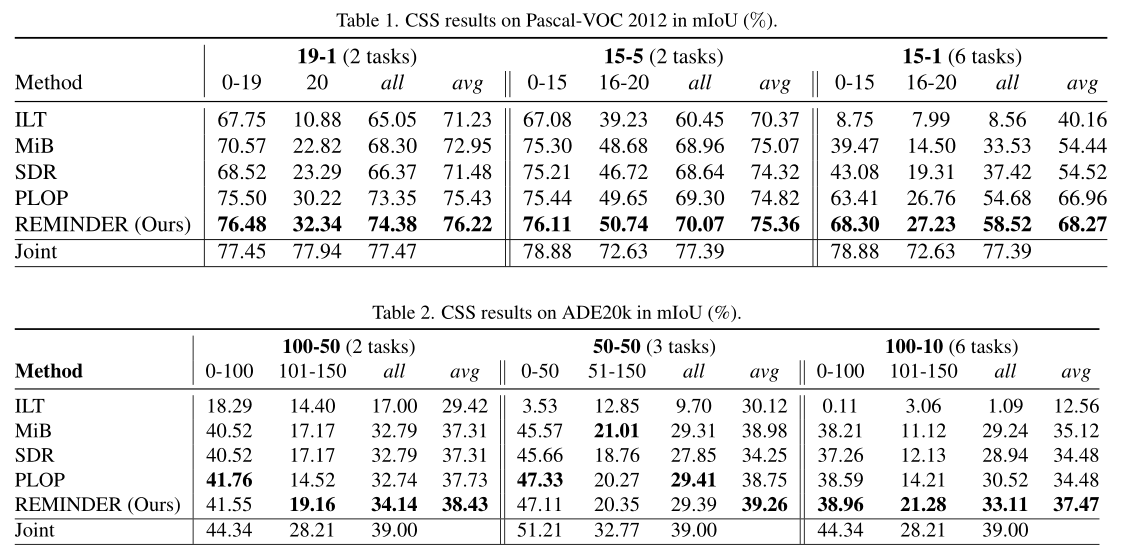 Table 1. CSS results on Pascal-VOC 2012 in mIoU (%).
19-1 (2 tasks) 15-5 (2 tasks) 15-1 (6 tasks)
Method 0-19 20 all avg 0-15 16-20 all avg 0-15 16-20 all avg
ILT 67.75 10.88 65.05 71.23 67.08 39.23 60.45 70.37 8.75 7.99 8.56 40.16
MiB 70.57 22.82 68.30 72.95 75.30 48.68 68.96 75.07 39.47 14.50 33.53 54.44
SDR 68.52 23.29 66.37 71.48 75.21 46.72 68.64 74.32 43.08 19.31 37.42 54.52
PLOP 75.50 30.22 73.35 75.43 75.44 49.65 69.30 74.82 63.41 26.76 54.68 66.96
REMINDER (Ours) 76.48 32.34 74.38 76.22 76.11 50.74 70.07 75.36 68.30 27.23 58.52 68.27
Joint 77.45 77.94 77.47 78.88 72.63 77.39 78.88 72.63 77.39
Table 2. CSS results on ADE20k in mIoU (%).
100-50 (2 tasks) 50-50 (3 tasks) 100-10 (6 tasks)
Method 0-100 101-150 all avg 0-50 51-150 all avg 0-100 101-150 all avg
ILT 18.29 14.40 17.00 29.42 3.53 12.85 9.70 30.12 0.11 3.06 1.09 12.56
MiB 40.52 17.17 32.79 37.31 45.57 21.01 29.31 38.98 38.21 11.12 29.24 35.12
SDR 40.52 17.17 32.79 37.31 45.66 18.76 27.85 34.25 37.26 12.13 28.94 34.48
PLOP 41.76 14.52 32.74 37.73 47.33 20.27 29.41 38.75 38.59 14.21 30.52 34.48
REMINDER (Ours) 41.55 19.16 34.14 38.43 47.11 20.35 29.39 39.26 38.96 21.28 33.11 37.47
Joint 44.34 28.21 39.00 51.21 32.77 39.00 44.34 28.21 39.00